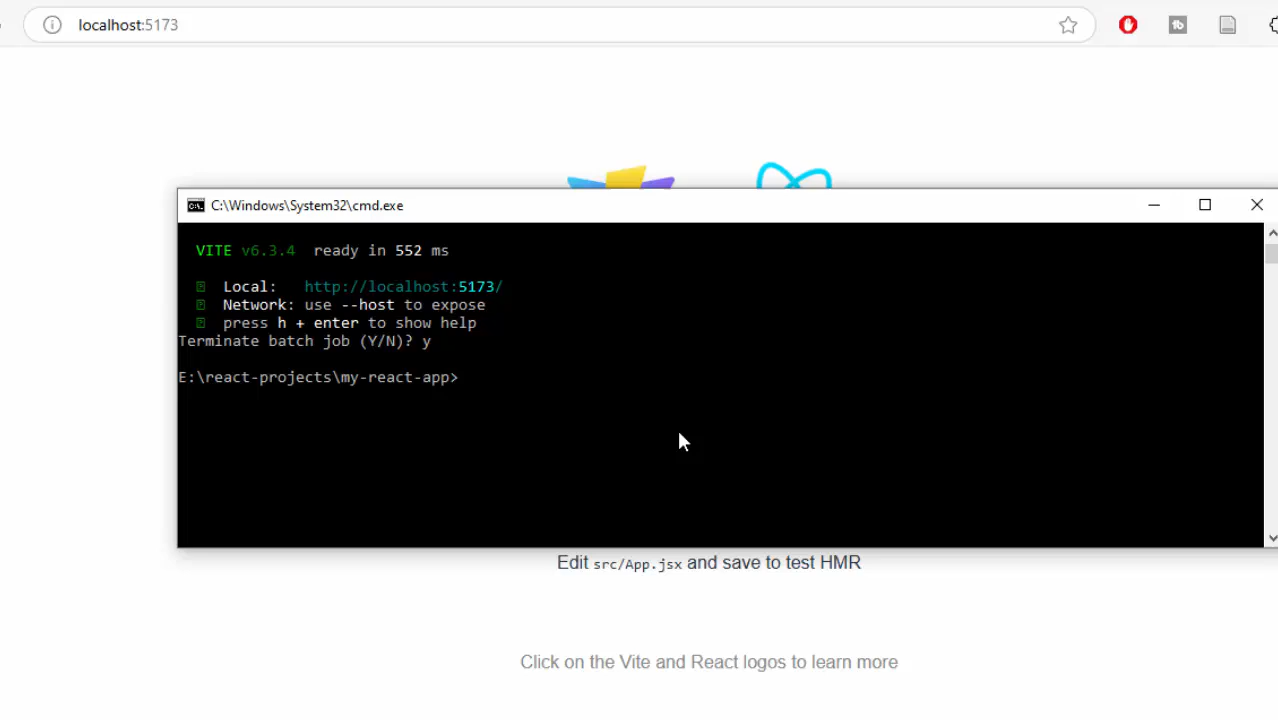 localhost:5173
C:\Windows\System32\cmd.exe
VITE v6.3.4 ready in 552 ms
Local: http://localhost:5173/
Network: use --host to expose
press h + enter to show help
Terminate batch job (Y/N)? y
E:\react-projects\my-react-app>
Edit src/App.jsx and save to test HMR
Click on the Vite and React logos to learn more